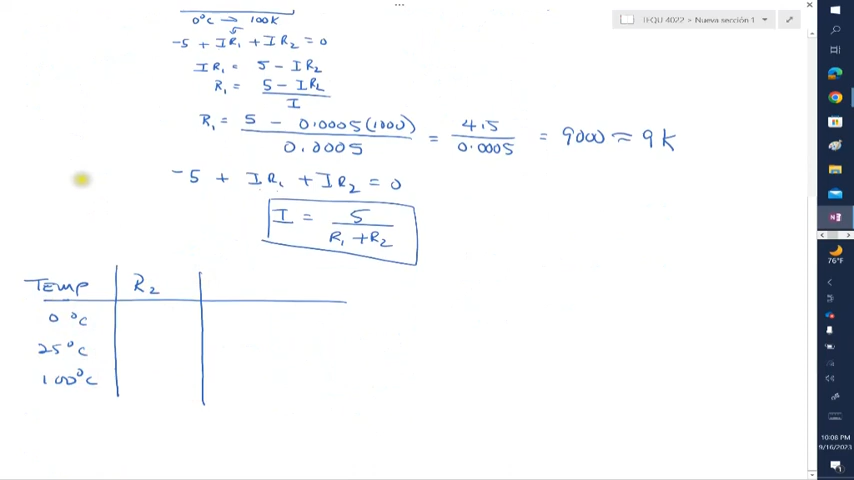 0°C → 100K
-5 + IR₁ + IR₂ = 0
IR₁ = 5 - IR₂
R₁ = 5 - IR₂ / I
R₁ = 5 - 0.0005(1000) / 0.0005 = 4.5 / 0.0005 = 9000 ≈ 9K
-5 + IR₁ + IR₂ = 0
I = 5 / R₁ + R₂
Temp R₂
0 °C
25°C
100°C
IEQU 4022 > Nueva sección 1
76°F
10:08 PM
9/16/2023